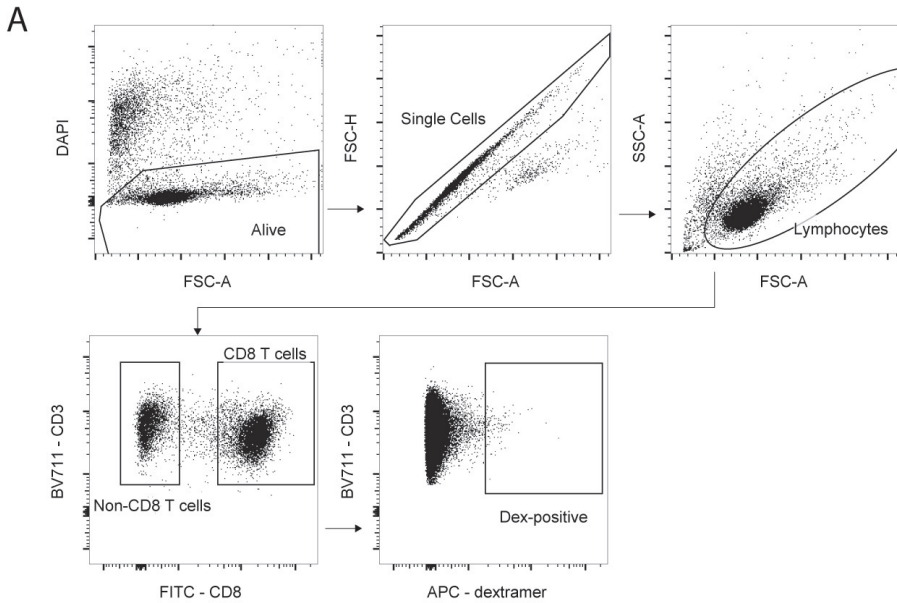 A
DAPI
Alive
FSC-A
FSC-H
Single Cells
FSC-A
SSC-A
Lymphocytes
FSC-A
BV711 - CD3
CD8 T cells
Non-CD8 T cells
FITC - CD8
BV711 - CD3
Dex-positive
APC - dextramer